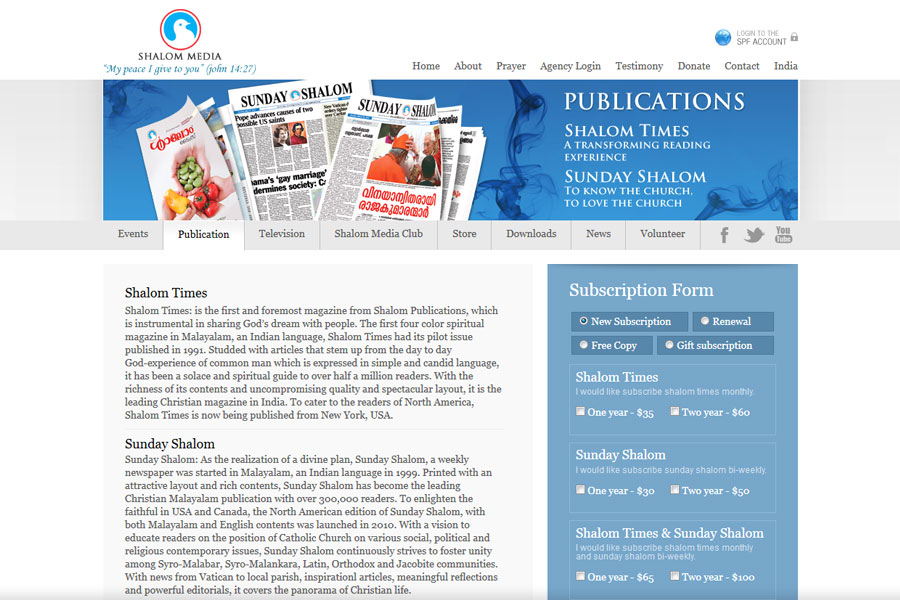 SHALOM MEDIA
"My peace I give to you" (john 14:27)
LOGIN TO THE
SPF ACCOUNT
Home About Prayer Agency Login Testimony Donate Contact India
SUNDAY SHALOM
Pope advances causes of two
possible US saints
ama's 'gay marriage'
dermines society: Ca
SUNDAY SHALOM
വിനയാന്വിതരായി
രാജകുമാരന്മാർ
PUBLICATIONS
SHALOM TIMES
A TRANSFORMING READING
EXPERIENCE
SUNDAY SHALOM
TO KNOW THE CHURCH,
TO LOVE THE CHURCH
Events Publication Television Shalom Media Club Store Downloads News Volunteer
You
Tube
Shalom Times
Shalom Times: is the first and foremost magazine from Shalom Publications, which
is instrumental in sharing God's dream with people. The first four color spiritual
magazine in Malayalam, an Indian language, Shalom Times had its pilot issue
published in 1991. Studded with articles that stem up from the day to day
God-experience of common man which is expressed in simple and candid language,
it has been a solace and spiritual guide to over half a million readers. With the
richness of its contents and uncompromising quality and spectacular layout, it is the
leading Christian magazine in India. To cater to the readers of North America,
Shalom Times is now being published from New York, USA.
Sunday Shalom
Sunday Shalom: As the realization of a divine plan, Sunday Shalom, a weekly
newspaper was started in Malayalam, an Indian language in 1999. Printed with an
attractive layout and rich contents, Sunday Shalom has become the leading
Christian Malayalam publication with over 300,000 readers. To enlighten the
faithful in USA and Canada, the North American edition of Sunday Shalom, with
both Malayalam and English contents was launched in 2010. With a vision to
educate readers on the position of Catholic Church on various social, political and
religious contemporary issues, Sunday Shalom continuously strives to foster unity
among Syro-Malabar, Syro-Malankara, Latin, Orthodox and Jacobite communities.
With news from Vatican to local parish, inspirationl articles, meaningful reflections
and powerful editorials, it covers the panorama of Christian life.
Subscription Form
New Subscription Renewal
Free Copy Gift subscription
Shalom Times
I would like subscribe shalom times monthly.
One year - $35 Two year - $60
Sunday Shalom
I would like subscribe sunday shalom bi-weekly.
One year - $30 Two year - $50
Shalom Times & Sunday Shalom
I would like subscribe shalom times monthly
and sunday shalom bi-weekly.
One year - $65 Two year - $100